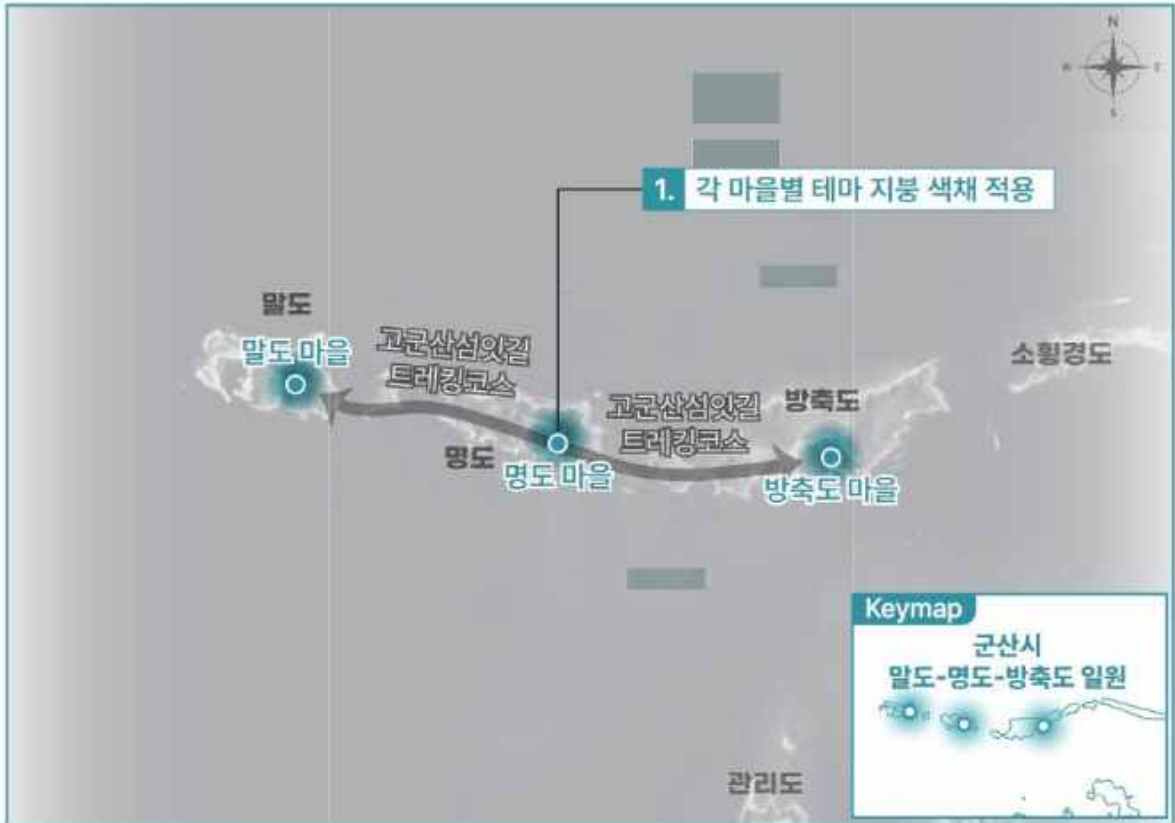 N
W
E
S
1. 각 마을별 테마 지붕 색채 적용
말도
말도 마을
고군산섬잇길
트레킹코스
소횡경도
방축도
고군산섬잇길
트레킹코스
명도
명도 마을
방축도 마을
Keymap
군산시
말도-명도-방축도 일원
관리도